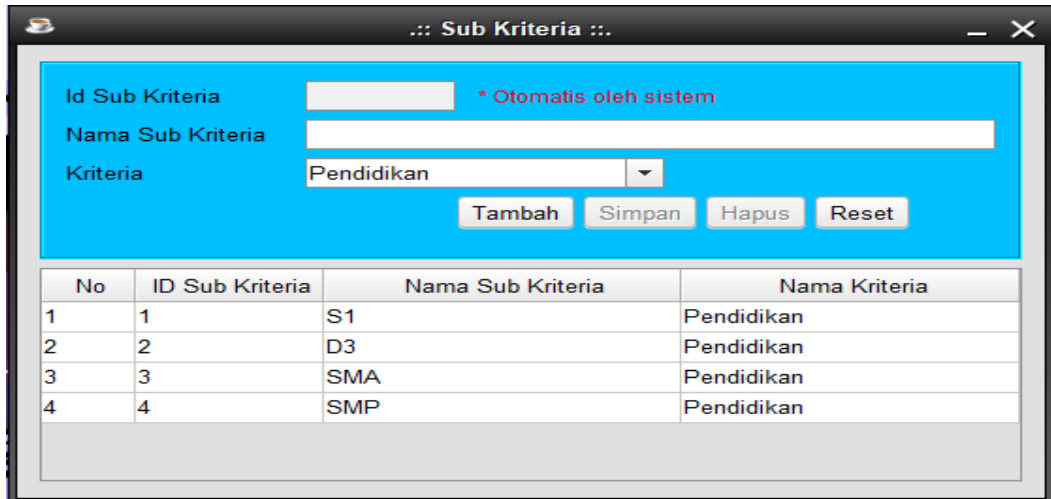 .:: Sub Kriteria ::.
Id Sub Kriteria * Otomatis oleh sistem
Nama Sub Kriteria
Kriteria Pendidikan
Tambah Simpan Hapus Reset
No ID Sub Kriteria Nama Sub Kriteria Nama Kriteria
1 1 S1 Pendidikan
2 2 D3 Pendidikan
3 3 SMA Pendidikan
4 4 SMP Pendidikan